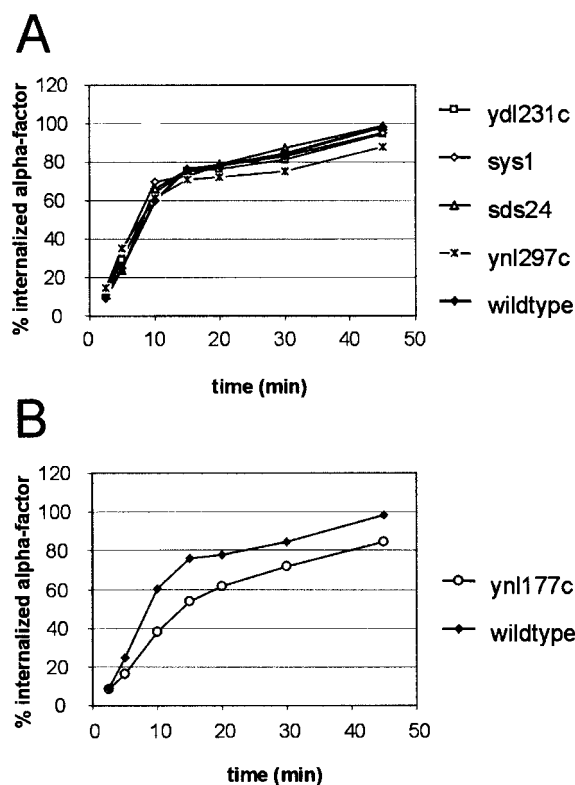 A
% internalized alpha-factor
120
100
80
60
40
20
0
0 10 20 30 40 50
time (min)
ydl231c
sys1
sds24
ynl297c
wildtype
B
% internalized alpha-factor
120
100
80
60
40
20
0
0 10 20 30 40 50
time (min)
ynl177c
wildtype